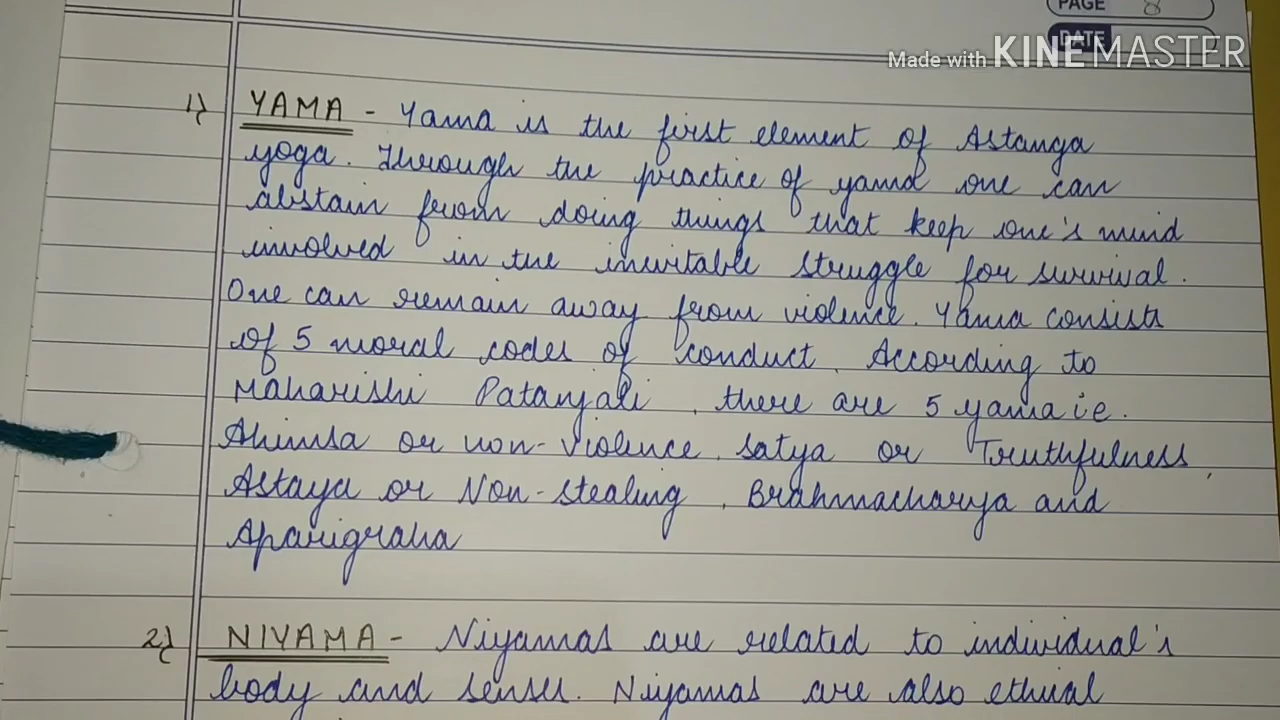 PAGE 8
DATE
Made with KINEMASTER
1) YAMA - Yama is the first element of Astanga
yoga. Through the practice of yama one can
abstain from doing things that keep one's mind
involved in the inevitable struggle for survival.
One can remain away from violence. Yama consists
of 5 moral codes of conduct. According to
Maharishi Patanjali, there are 5 yama i.e.
Ahimsa or non-violence, Satya or Truthfulness,
Astaya or Non-stealing, Brahmacharya and
Aparigraha
2) NIYAMA - Niyamas are related to individual's
body and senses. Niyamas are also ethical